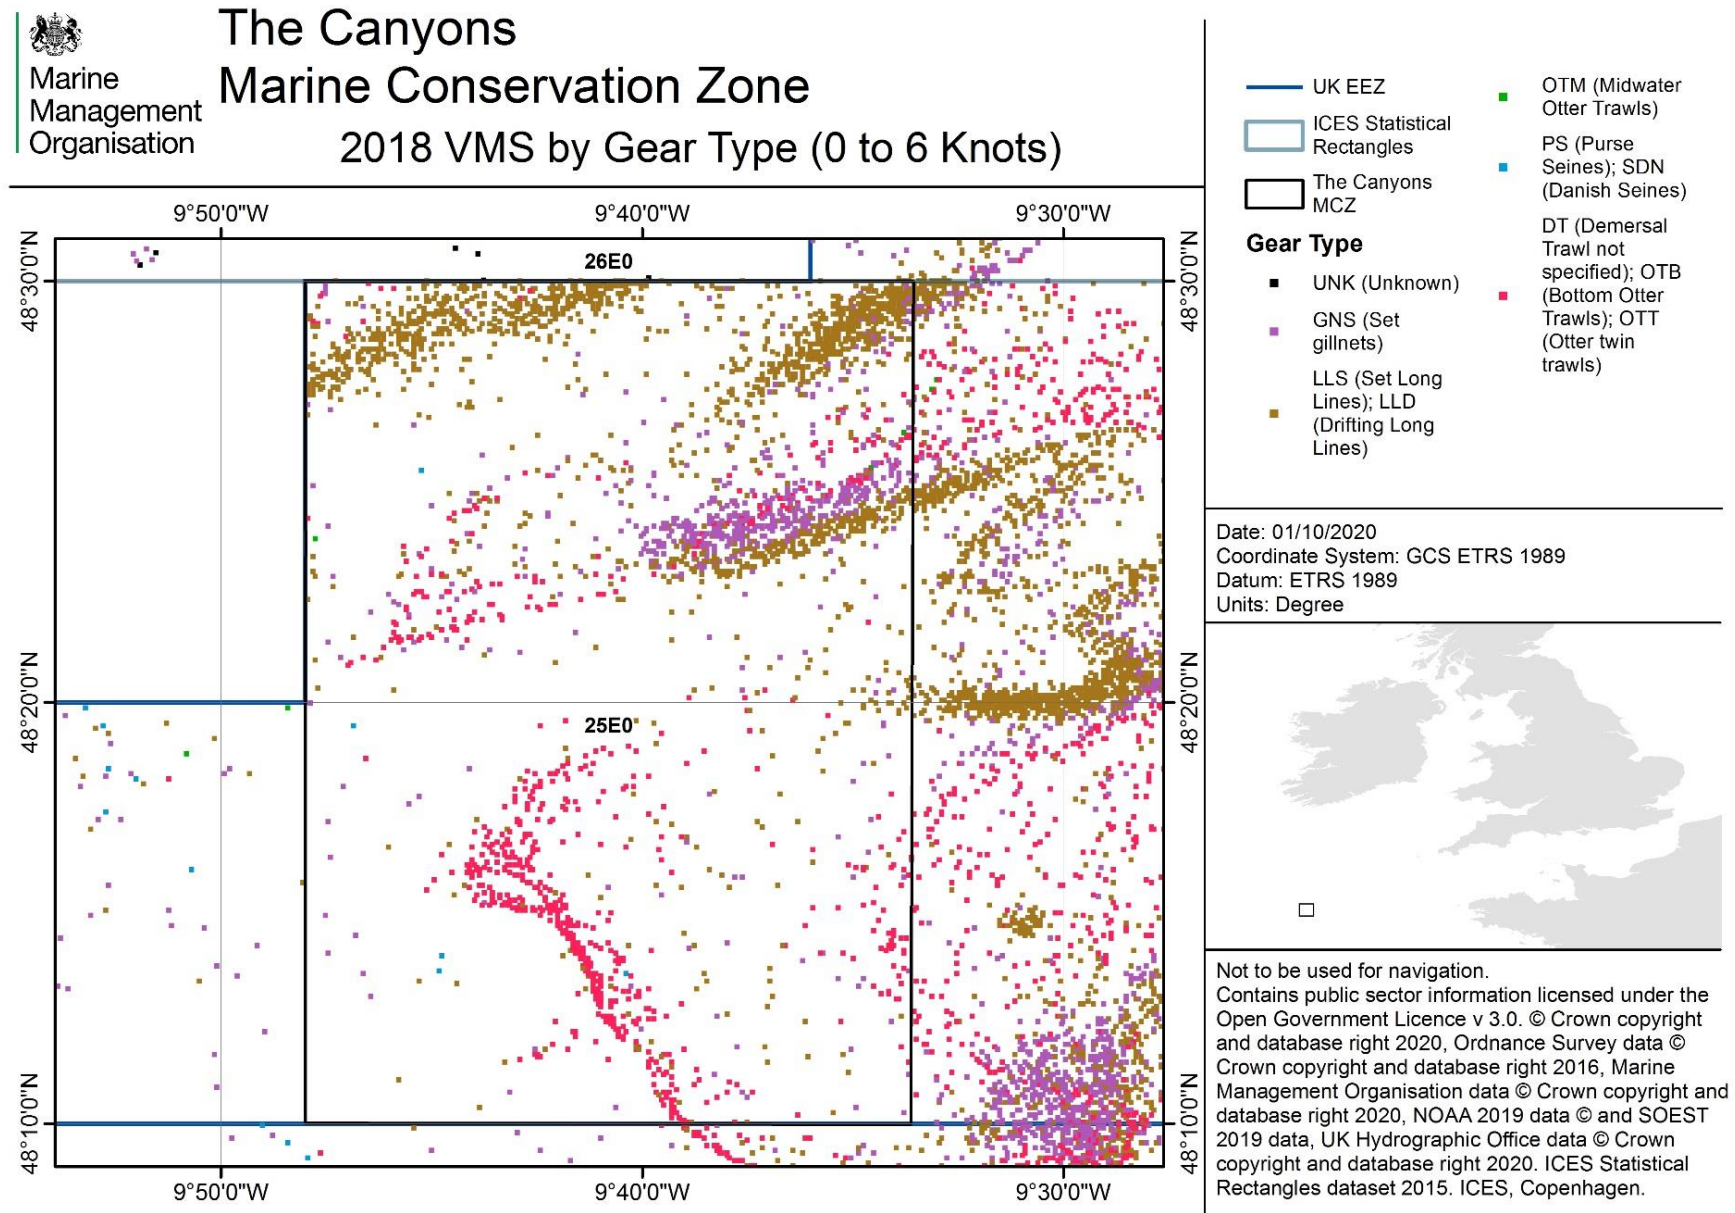 Marine
Management
Organisation
The Canyons
Marine Conservation Zone
2018 VMS by Gear Type (0 to 6 Knots)
9°50'0"W
9°40'0"W
9°30'0"W
48°30'0"N
48°20'0"N
48°10'0"N
26E0
25E0
48°30'0"N
48°20'0"N
48°10'0"N
9°50'0"W
9°40'0"W
9°30'0"W
UK EEZ
ICES Statistical
Rectangles
The Canyons
MCZ
Gear Type
UNK (Unknown)
GNS (Set
gillnets)
LLS (Set Long
Lines); LLD
(Drifting Long
Lines)
OTM (Midwater
Otter Trawls)
PS (Purse
Seines); SDN
(Danish Seines)
DT (Demersal
Trawl not
specified); OTB
(Bottom Otter
Trawls); OTT
(Otter twin
trawls)
Date: 01/10/2020
Coordinate System: GCS ETRS 1989
Datum: ETRS 1989
Units: Degree
Not to be used for navigation.
Contains public sector information licensed under the
Open Government Licence v 3.0. © Crown copyright
and database right 2020, Ordnance Survey data ©
Crown copyright and database right 2016, Marine
Management Organisation data © Crown copyright and
database right 2020, NOAA 2019 data © and SOEST
2019 data, UK Hydrographic Office data © Crown
copyright and database right 2020. ICES Statistical
Rectangles dataset 2015. ICES, Copenhagen.